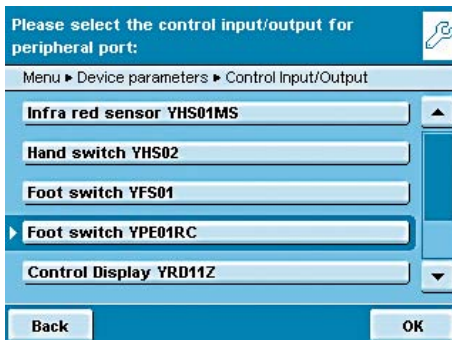 Please select the control input/output for
peripheral port:
Menu ▸ Device parameters ▸ Control Input/Output
Infra red sensor YHS01MS
Hand switch YHS02
Foot switch YFS01
Foot switch YPE01RC
Control Display YRD11Z
Back
OK